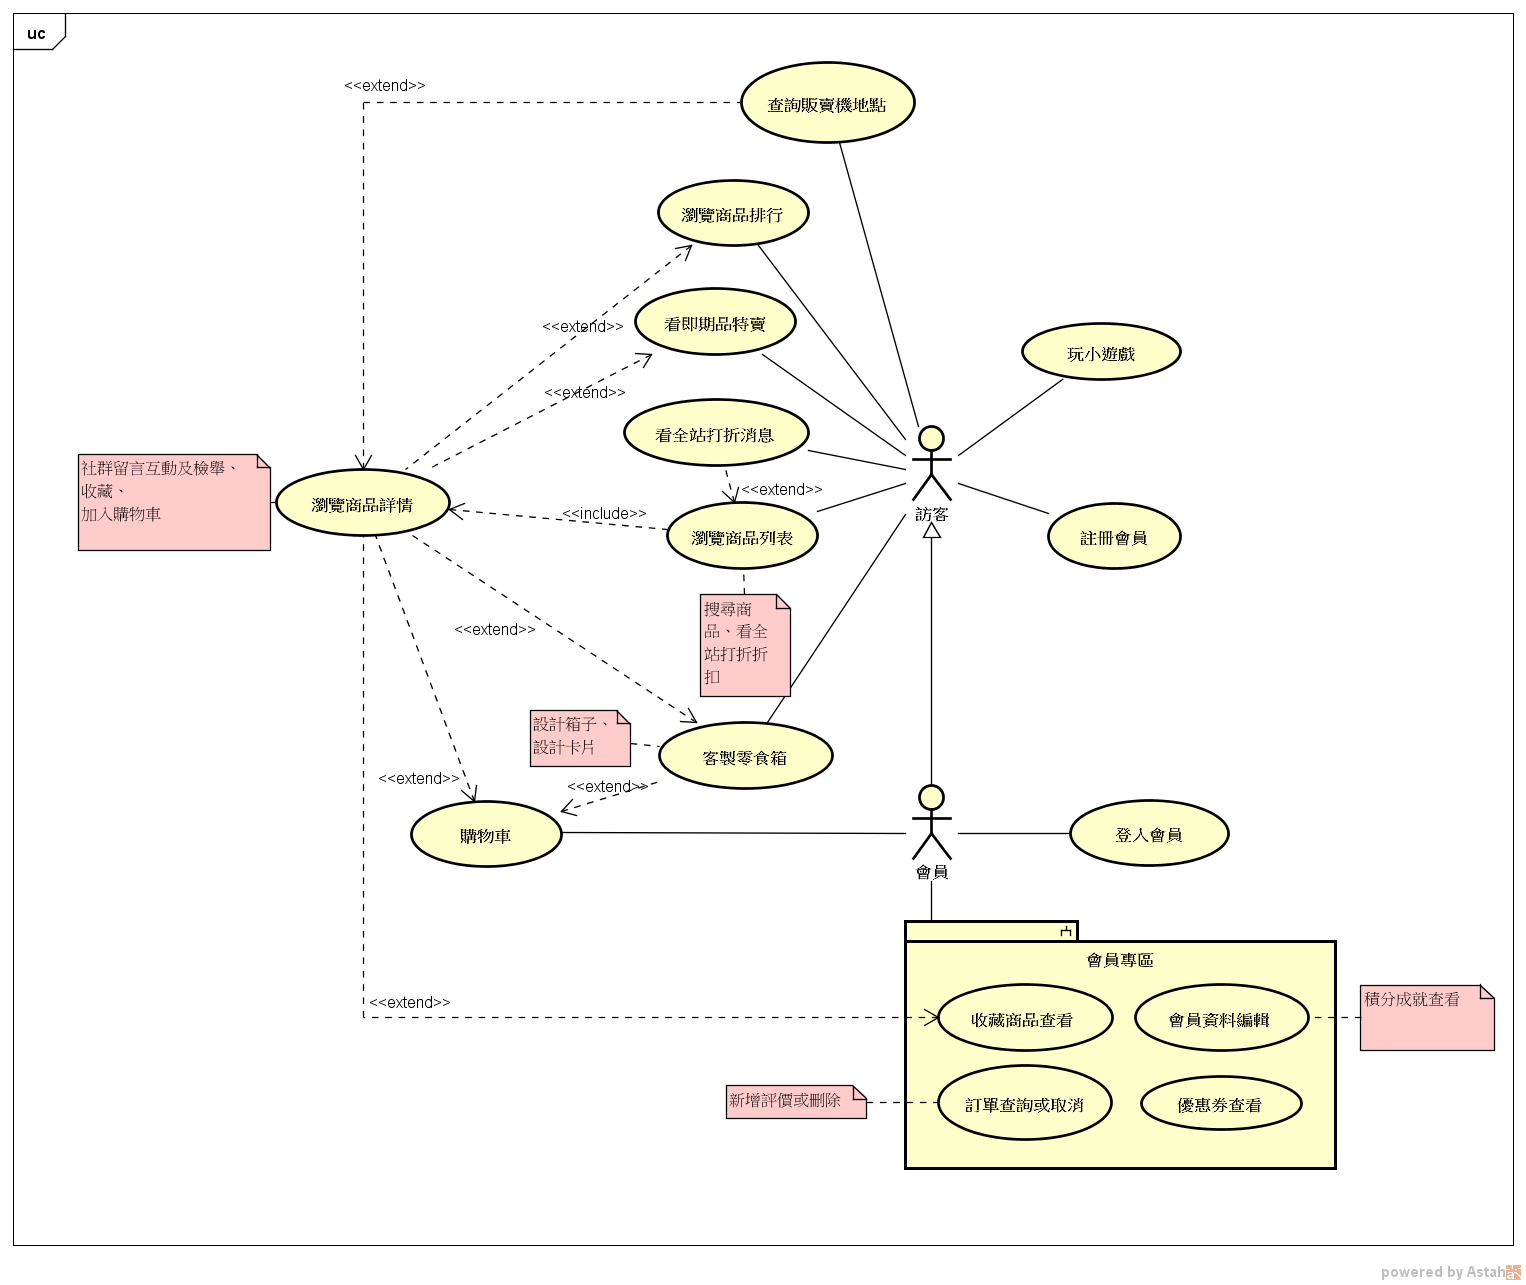 uc
<<extend>>
查詢販賣機地點
瀏覽商品排行
<<extend>>
看即期品特賣
<<extend>>
玩小遊戲
看全站打折消息
<<extend>>
社群留言互動及檢舉、
收藏、
加入購物車
瀏覽商品詳情
<<include>>
瀏覽商品列表
訪客
註冊會員
搜尋商
品、看全
站打折折
扣
<<extend>>
設計箱子、
設計卡片
客製零食箱
<<extend>>
<<extend>>
購物車
會員
登入會員
會員專區
<<extend>>
收藏商品查看
會員資料編輯
積分成就查看
新增評價或刪除
訂單查詢或取消
優惠券查看
powered by Astah